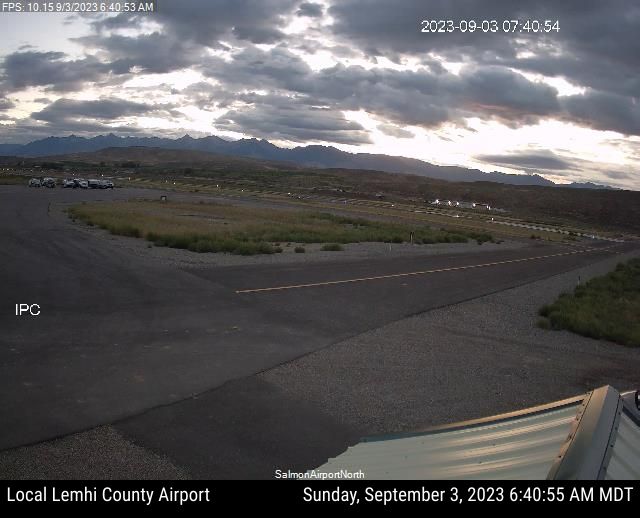 FPS: 10.15 9/3/2023 6:40:53 AM
2023-09-03 07:40:54
IPC
SalmonAirportNorth
Local Lemhi County Airport
Sunday, September 3, 2023 6:40:55 AM MDT